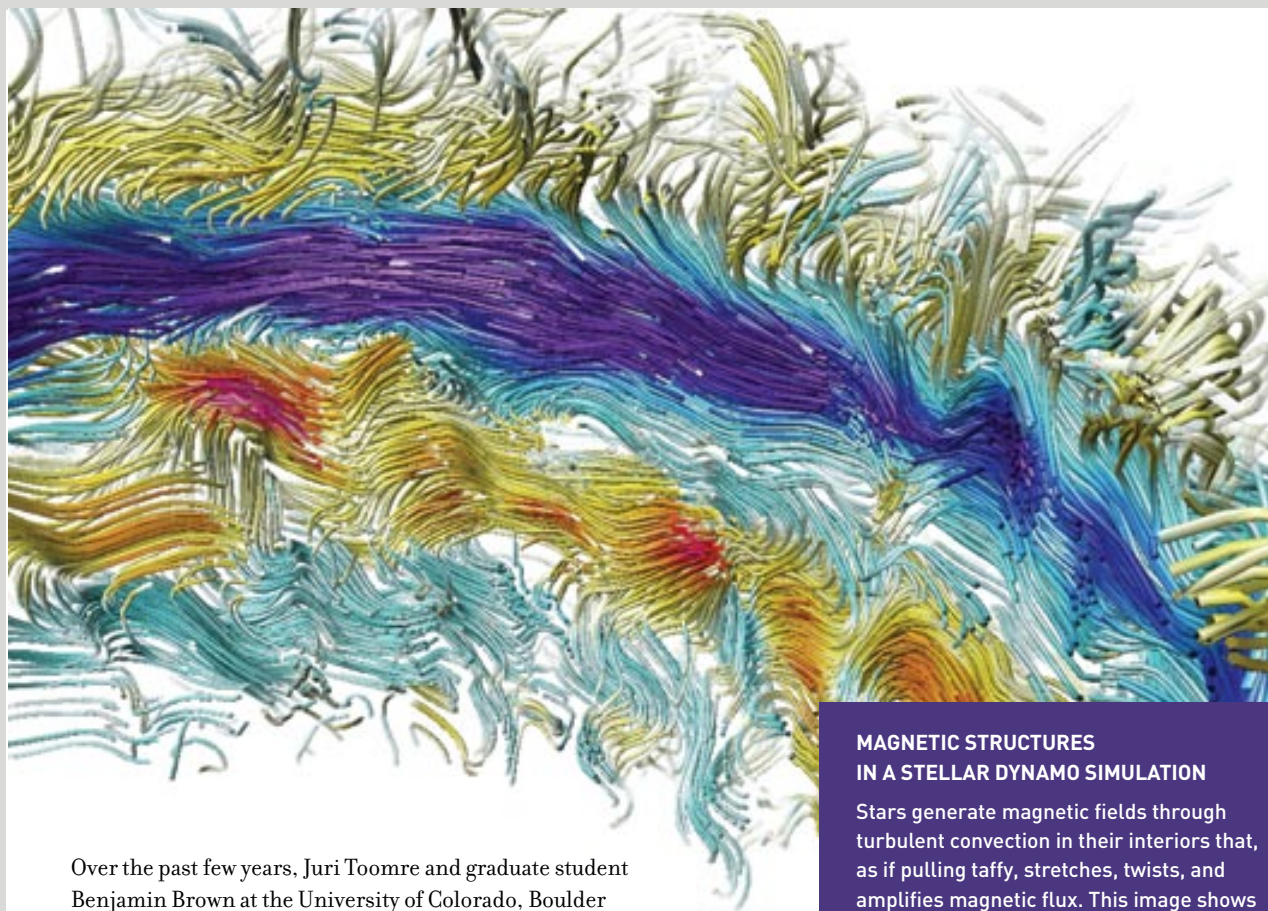 Over the past few years, Juri Toomre and graduate student
Benjamin Brown at the University of Colorado, Boulder
MAGNETIC STRUCTURES
IN A STELLAR DYNAMO SIMULATION
Stars generate magnetic fields through
turbulent convection in their interiors that,
as if pulling taffy, stretches, twists, and
amplifies magnetic flux. This image shows